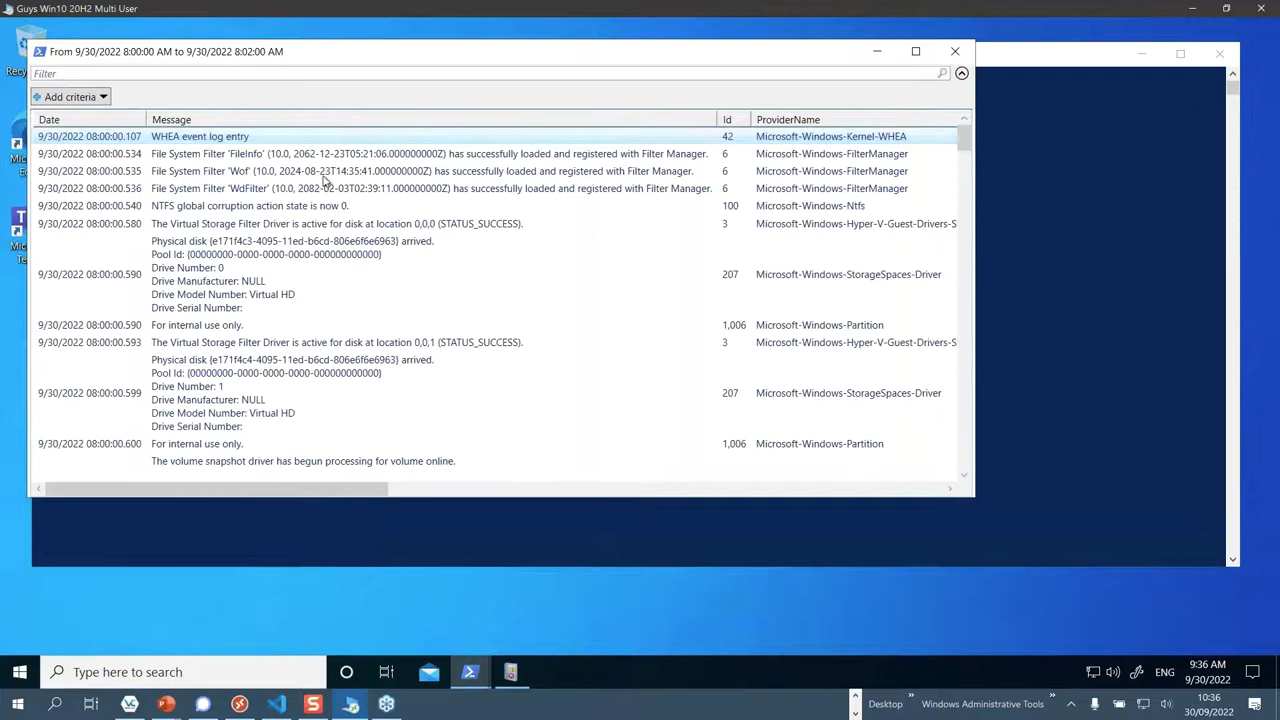 Guys Win10 20H2 Multi User
From 9/30/2022 8:00:00 AM to 9/30/2022 8:02:00 AM
Filter
Add criteria
Date Message Id ProviderName
9/30/2022 08:00:00.107 WHEA event log entry 42 Microsoft-Windows-Kernel-WHEA
9/30/2022 08:00:00.534 File System Filter 'FileInfo' (10.0, 2062-12-23T05:21:06.000000000Z) has successfully loaded and registered with Filter Manager. 6 Microsoft-Windows-FilterManager
9/30/2022 08:00:00.535 File System Filter 'Wof' (10.0, 2024-08-23T14:35:41.000000000Z) has successfully loaded and registered with Filter Manager. 6 Microsoft-Windows-FilterManager
9/30/2022 08:00:00.536 File System Filter 'WdFilter' (10.0, 03T02:39:11.000000000Z) has successfully loaded and registered with Filter Manager. 6 Microsoft-Windows-FilterManager
9/30/2022 08:00:00.540 NTFS global corruption action state is now 0. 100 Microsoft-Windows-Ntfs
9/30/2022 08:00:00.580 The Virtual Storage Filter Driver is active for disk at location 0,0,0 (STATUS_SUCCESS). 3 Microsoft-Windows-Hyper-V-Guest-Drivers-S
Physical disk {e171f4c3-4095-11ed-b6cd-806e6f6e6963} arrived.
Pool Id: {00000000-0000-0000-0000-000000000000}
Drive Number: 0
9/30/2022 08:00:00.590 207 Microsoft-Windows-StorageSpaces-Driver
Drive Manufacturer: NULL
Drive Model Number: Virtual HD
Drive Serial Number:
9/30/2022 08:00:00.590 For internal use only. 1,006 Microsoft-Windows-Partition
9/30/2022 08:00:00.593 The Virtual Storage Filter Driver is active for disk at location 0,0,1 (STATUS_SUCCESS). 3 Microsoft-Windows-Hyper-V-Guest-Drivers-S
Physical disk {e171f4c4-4095-11ed-b6cd-806e6f6e6963} arrived.
Pool Id: {00000000-0000-0000-0000-000000000000}
Drive Number: 1
9/30/2022 08:00:00.599 207 Microsoft-Windows-StorageSpaces-Driver
Drive Manufacturer: NULL
Drive Model Number: Virtual HD
Drive Serial Number:
9/30/2022 08:00:00.600 For internal use only. 1,006 Microsoft-Windows-Partition
The volume snapshot driver has begun processing for volume online.
Recy
Mic
E
T
Mic
Te
Type here to search
ENG
9:36 AM
9/30/2022
Desktop
Windows Administrative Tools
10:36
30/09/2022